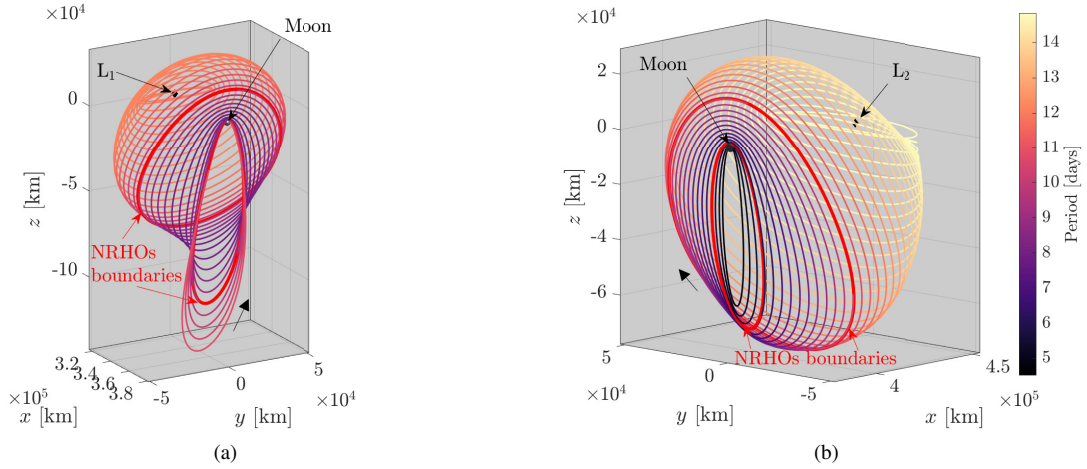 ×10⁴
Moon
L₁
0
-5
-10
z [km]
NRHOs
boundaries
3.2
3.4
3.6
3.8
×10⁵
x [km]
-5
0
5
×10⁴
y [km]
(a)
×10⁴
2
0
-2
-4
-6
z [km]
Moon
L₂
NRHOs boundaries
5
0
-5
×10⁴
y [km]
4
4.5
×10⁵
x [km]
14
13
12
11
10
9
8
7
6
5
Period [days]
(b)